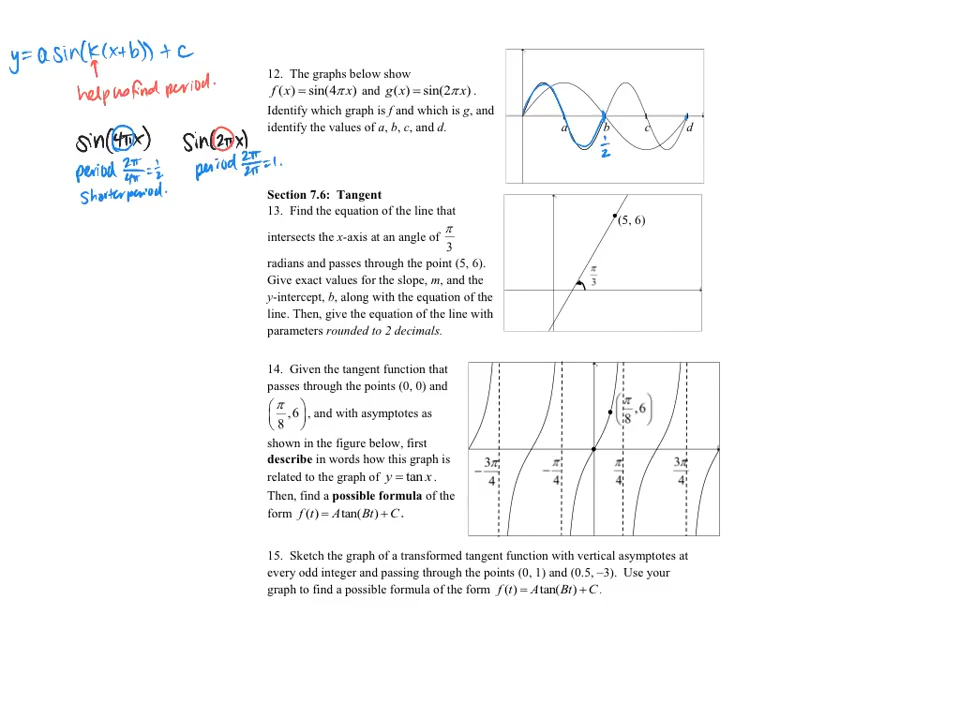 y = a sin(k(x+b)) + c
help us find period.
sin(4πx)
period 2π/4π = 1/2
shorter period.
sin(2πx)
period 2π/2π = 1.
12. The graphs below show
f(x) = sin(4πx) and g(x) = sin(2πx).
Identify which graph is f and which is g, and
identify the values of a, b, c, and d.
a
b
c
d
1/2
Section 7.6: Tangent
13. Find the equation of the line that
intersects the x-axis at an angle of π/3
radians and passes through the point (5, 6).
Give exact values for the slope, m, and the
y-intercept, b, along with the equation of the
line. Then, give the equation of the line with
parameters rounded to 2 decimals.
(5, 6)
π/3
14. Given the tangent function that
passes through the points (0, 0) and
(π/8, 6), and with asymptotes as
shown in the figure below, first
describe in words how this graph is
related to the graph of y = tan x.
Then, find a possible formula of the
form f(t) = A tan(Bt) + C.
(π/8, 6)
-3π/4
-π/4
π/4
3π/4
15. Sketch the graph of a transformed tangent function with vertical asymptotes at
every odd integer and passing through the points (0, 1) and (0.5, –3). Use your
graph to find a possible formula of the form f(t) = A tan(Bt) + C.